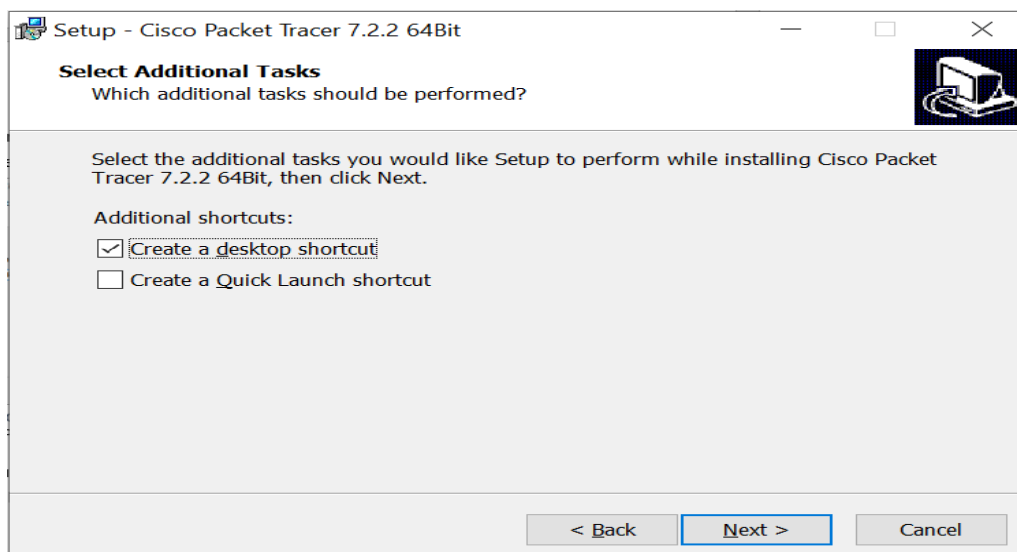 Setup - Cisco Packet Tracer 7.2.2 64Bit
Select Additional Tasks
Which additional tasks should be performed?
Select the additional tasks you would like Setup to perform while installing Cisco Packet
Tracer 7.2.2 64Bit, then click Next.
Additional shortcuts:
Create a desktop shortcut
Create a Quick Launch shortcut
< Back
Next >
Cancel